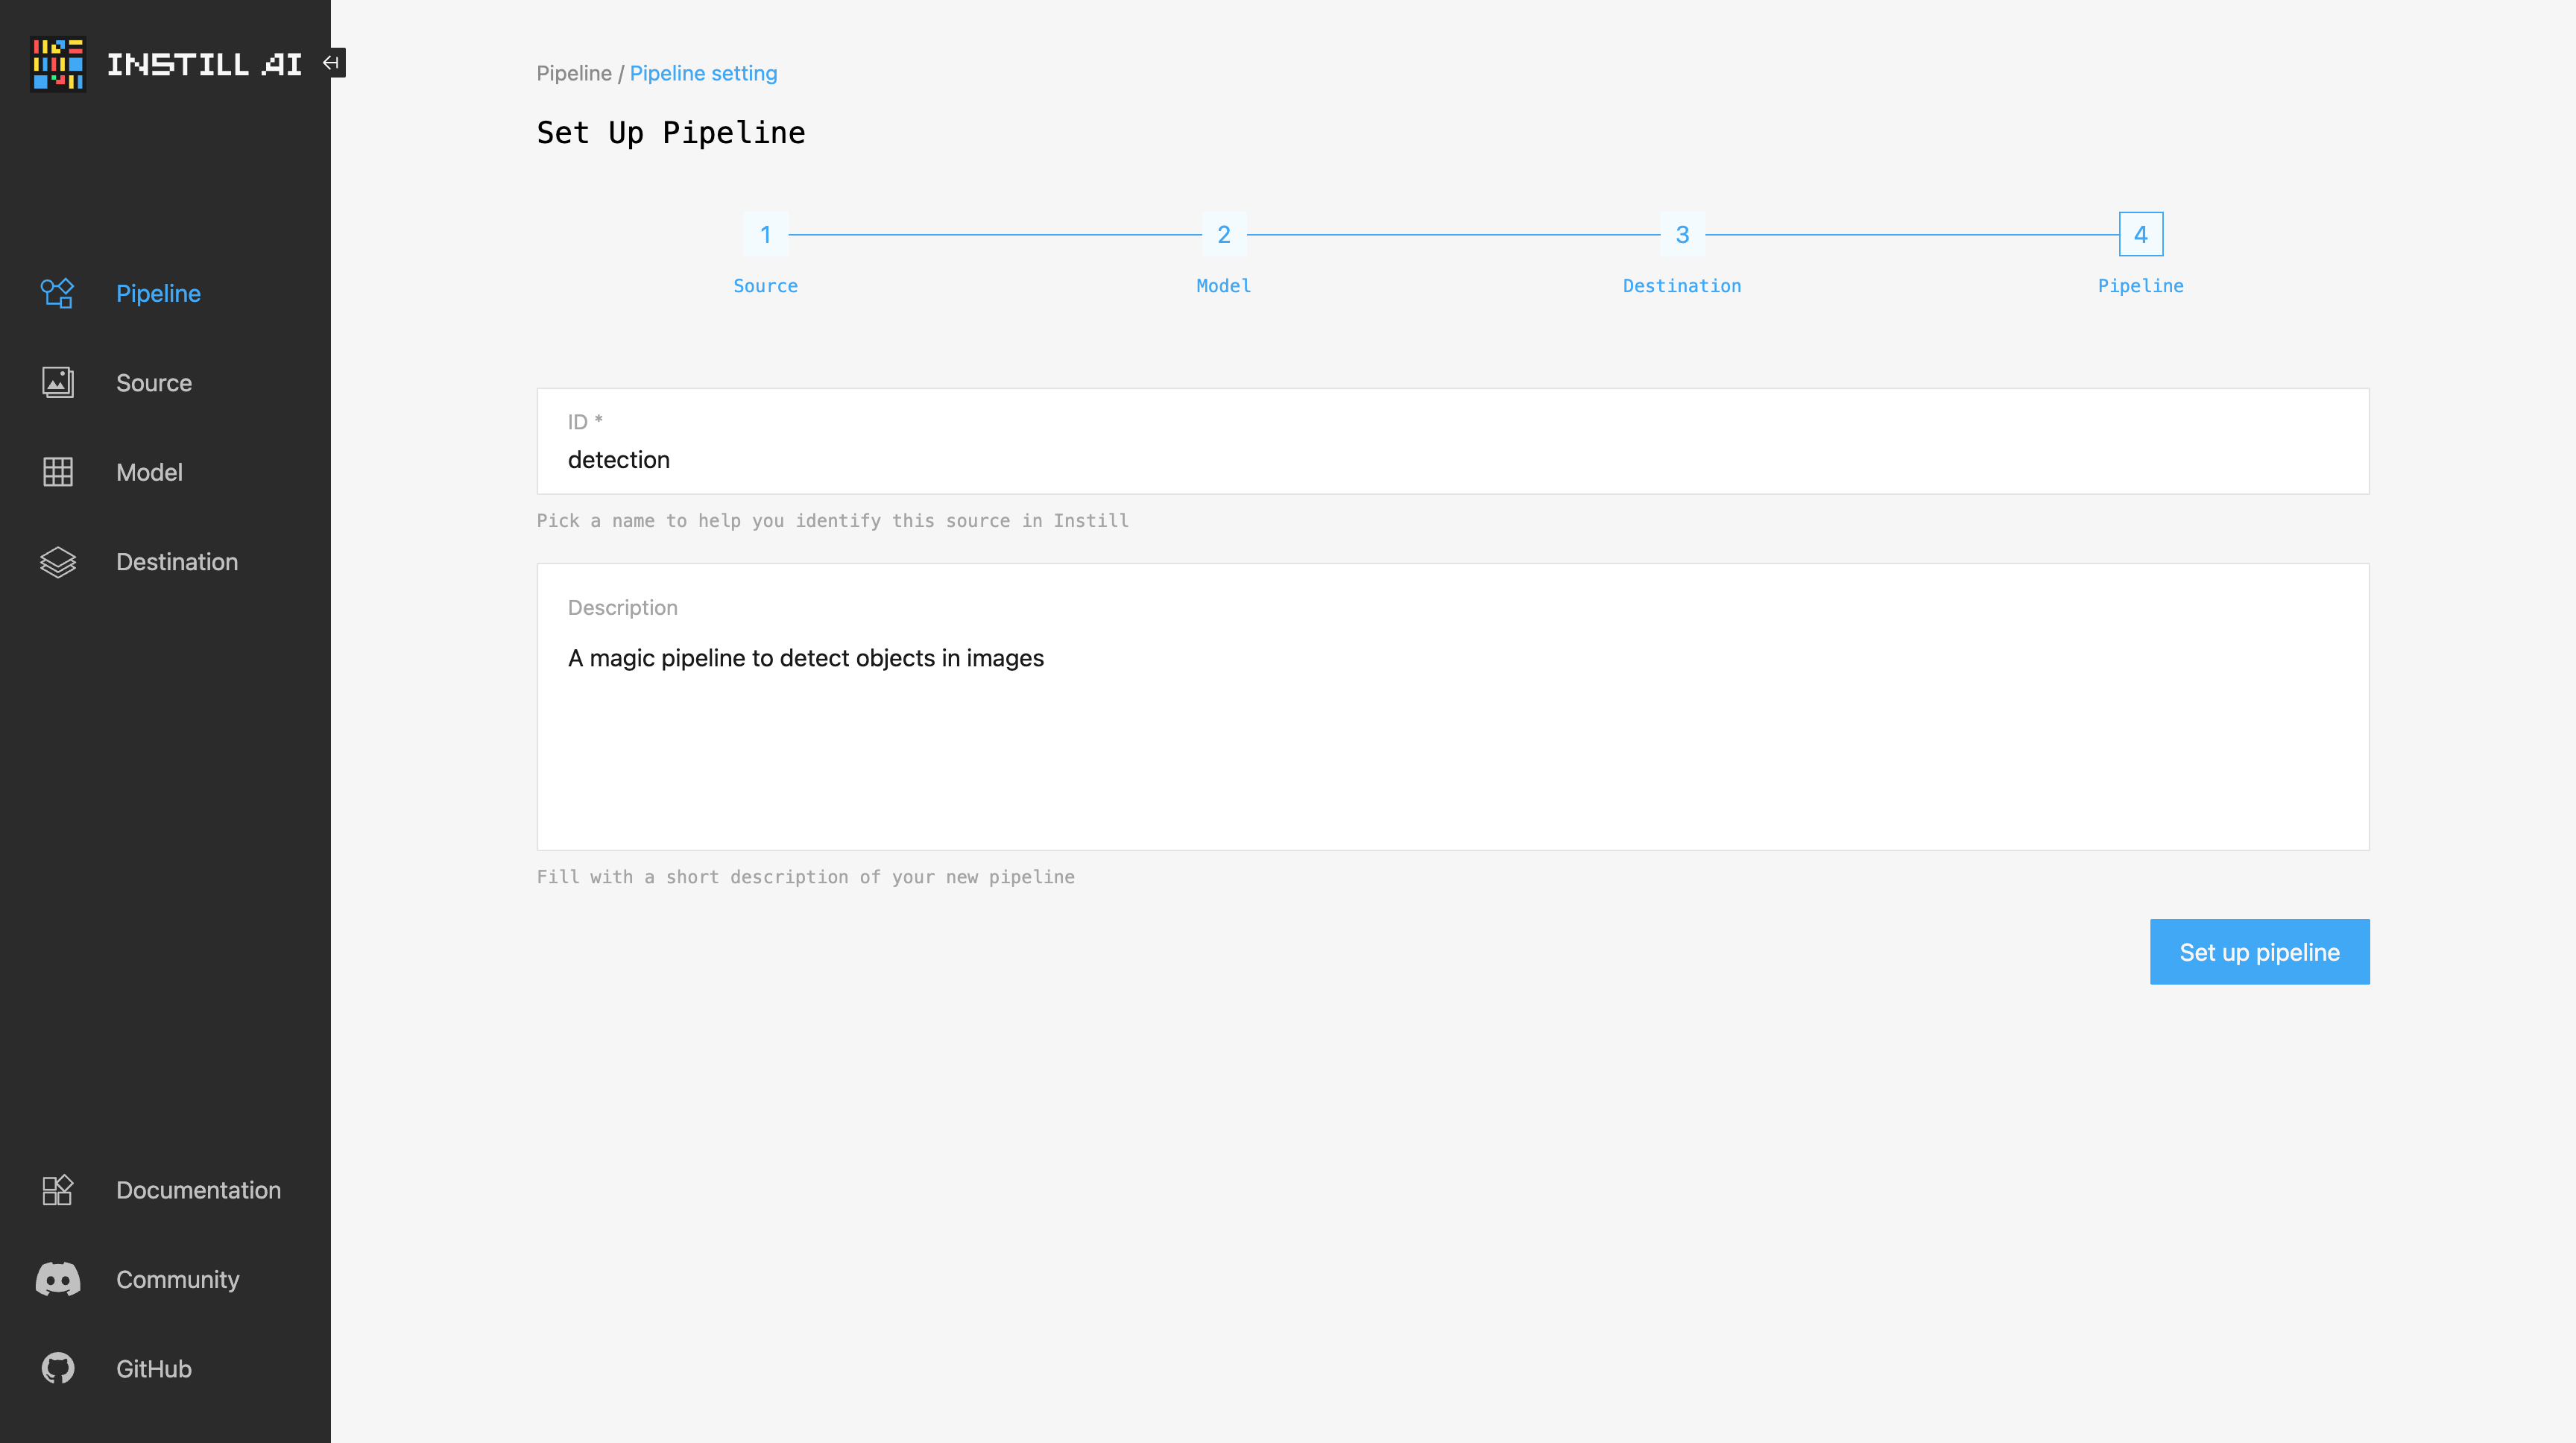 INSTILL AI
Pipeline
Source
Model
Destination
Documentation
Community
GitHub
Pipeline / Pipeline setting
Set Up Pipeline
1
Source
2
Model
3
Destination
4
Pipeline
ID *
detection
Pick a name to help you identify this source in Instill
Description
A magic pipeline to detect objects in images
Fill with a short description of your new pipeline
Set up pipeline